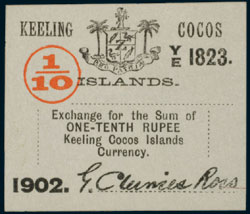 KEELING COCOS
1/10 YE 1823.
ISLANDS.
Exchange for the Sum of
ONE-TENTH RUPEE
Keeling Cocos Islands
Currency.
1902. G. Clunies Ross